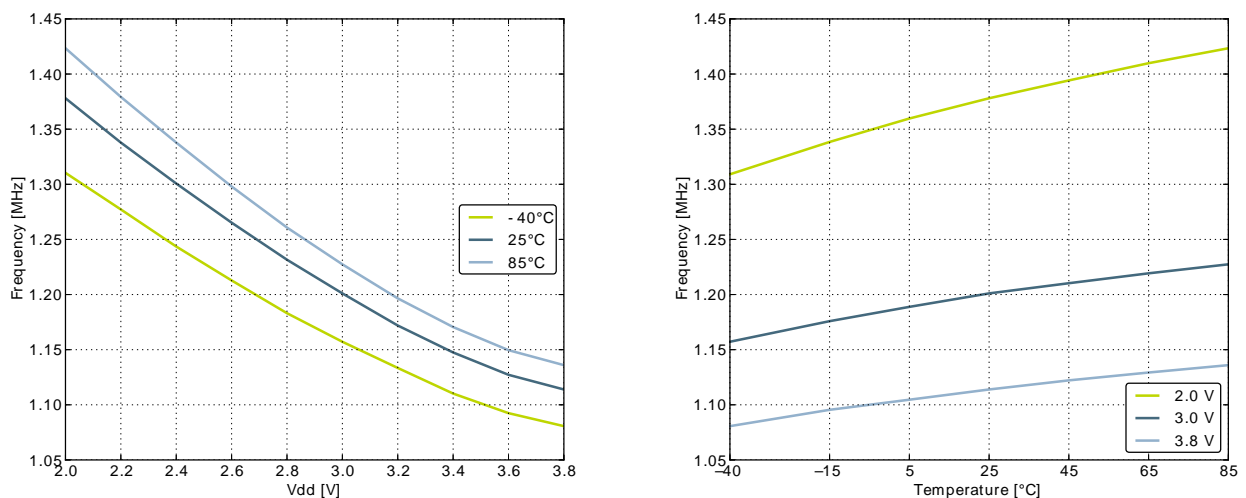 1.45
1.40
1.35
1.30
1.25
1.20
1.15
1.10
1.05
Frequency [MHz]
- 40°C
25°C
85°C
2.0 2.2 2.4 2.6 2.8 3.0 3.2 3.4 3.6 3.8
Vdd [V]
1.45
1.40
1.35
1.30
1.25
1.20
1.15
1.10
1.05
Frequency [MHz]
2.0 V
3.0 V
3.8 V
–40 –15 5 25 45 65 85
Temperature [°C]